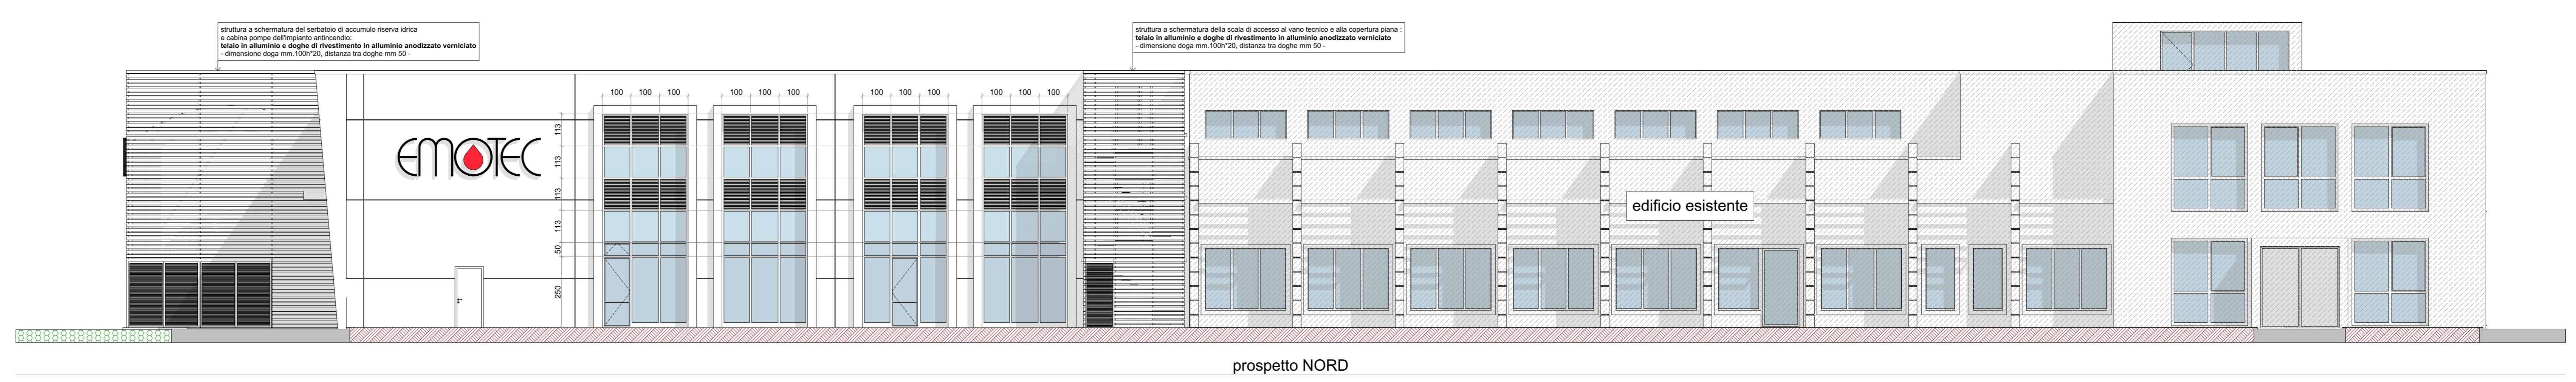 struttura a schermatura del serbatoio di accumulo riserva idrica
e cabina pompe dell'impianto antincendio:
telaio in alluminio e doghe di rivestimento in alluminio anodizzato verniciato
- dimensione doga mm.100h*20, distanza tra doghe mm 50 -
struttura a schermatura della scala di accesso al vano tecnico e alla copertura piana :
telaio in alluminio e doghe di rivestimento in alluminio anodizzato verniciato
- dimensione doga mm.100h*20, distanza tra doghe mm 50 -
100 100 100 100 100 100 100 100 100 100 100 100
113
EMOTEC
113
113
113
50
250
edificio esistente
prospetto NORD